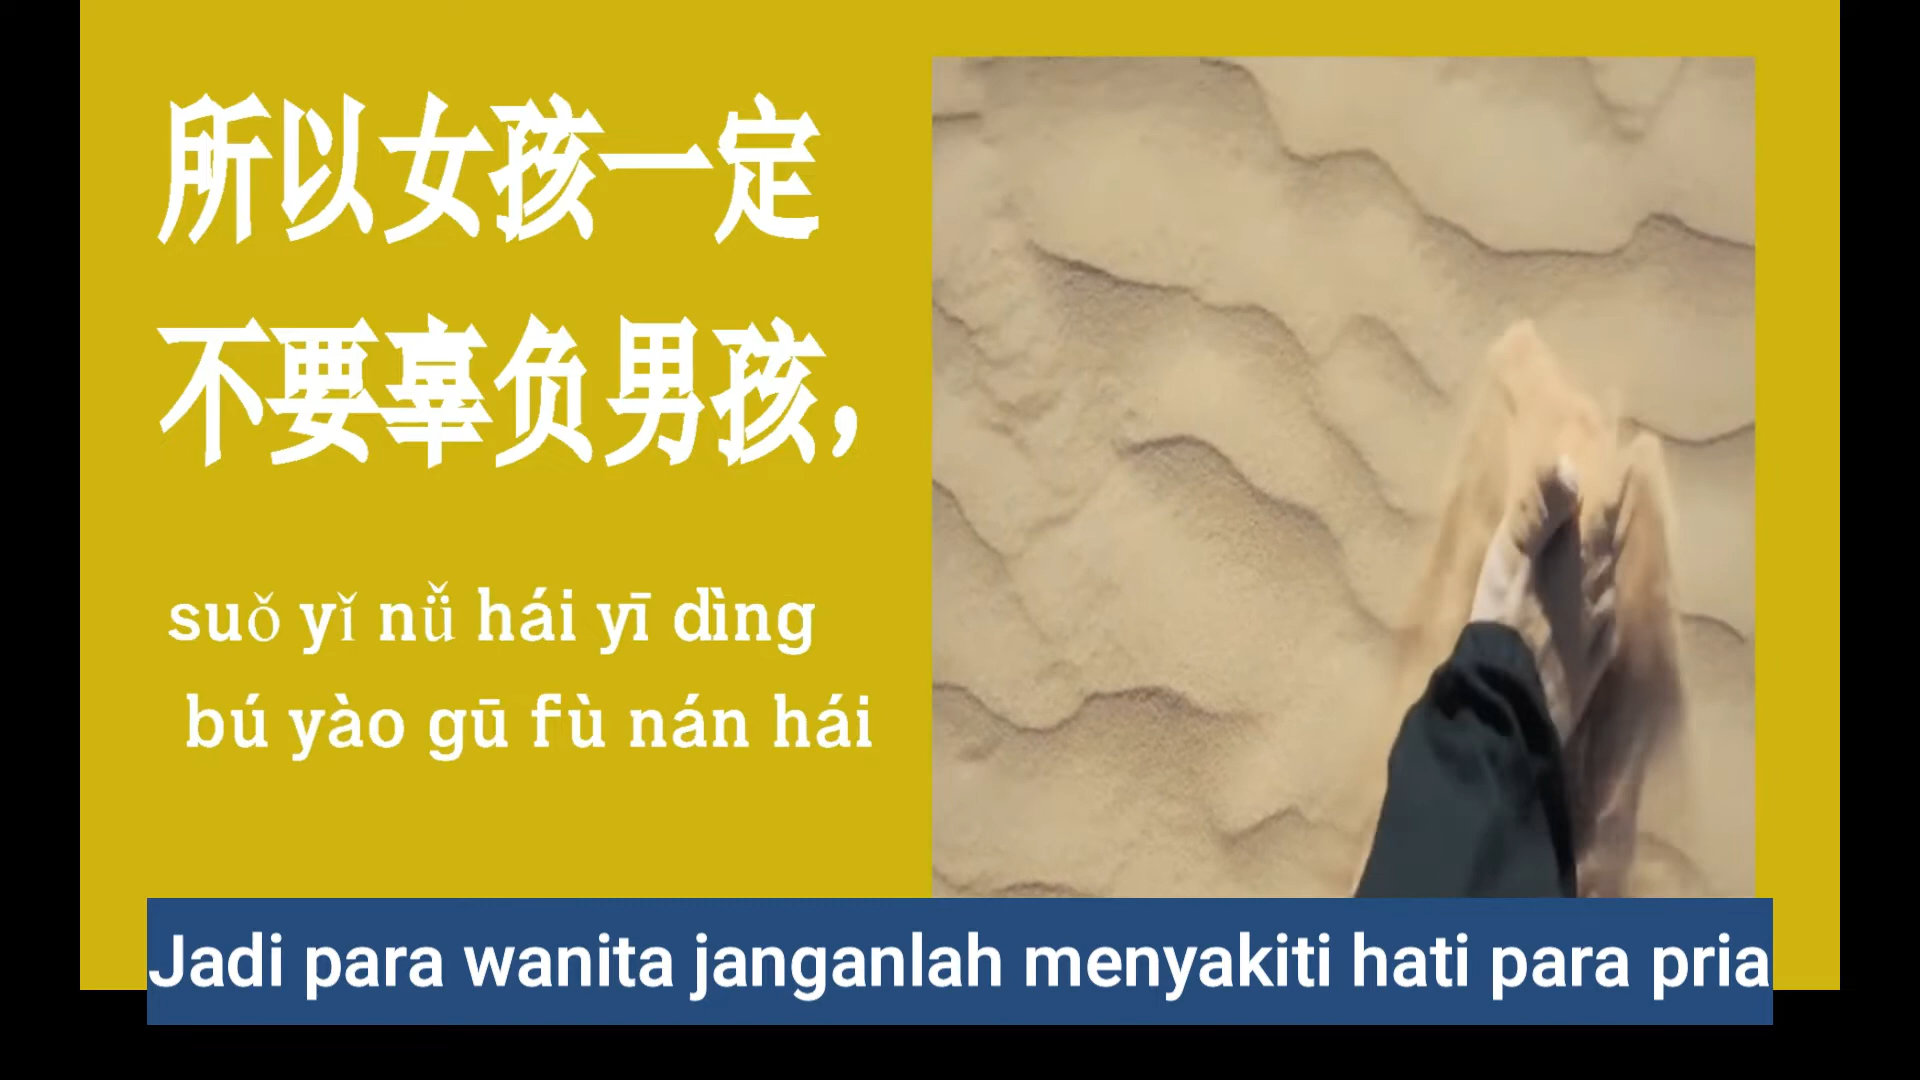 所以女孩一定
不要辜负男孩，
suǒ yǐ nǚ hái yī dìng
bú yào gū fù nán hái
Jadi para wanita janganlah menyakiti hati para pria